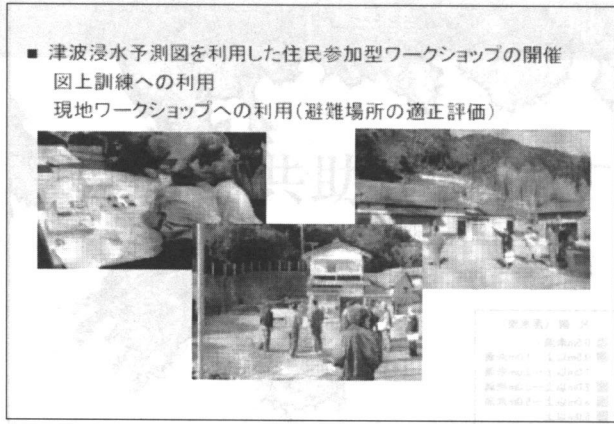 ■ 津波浸水予測図を利用した住民参加型ワークショップの開催
図上訓練への利用
現地ワークショップへの利用（避難場所の適正評価）